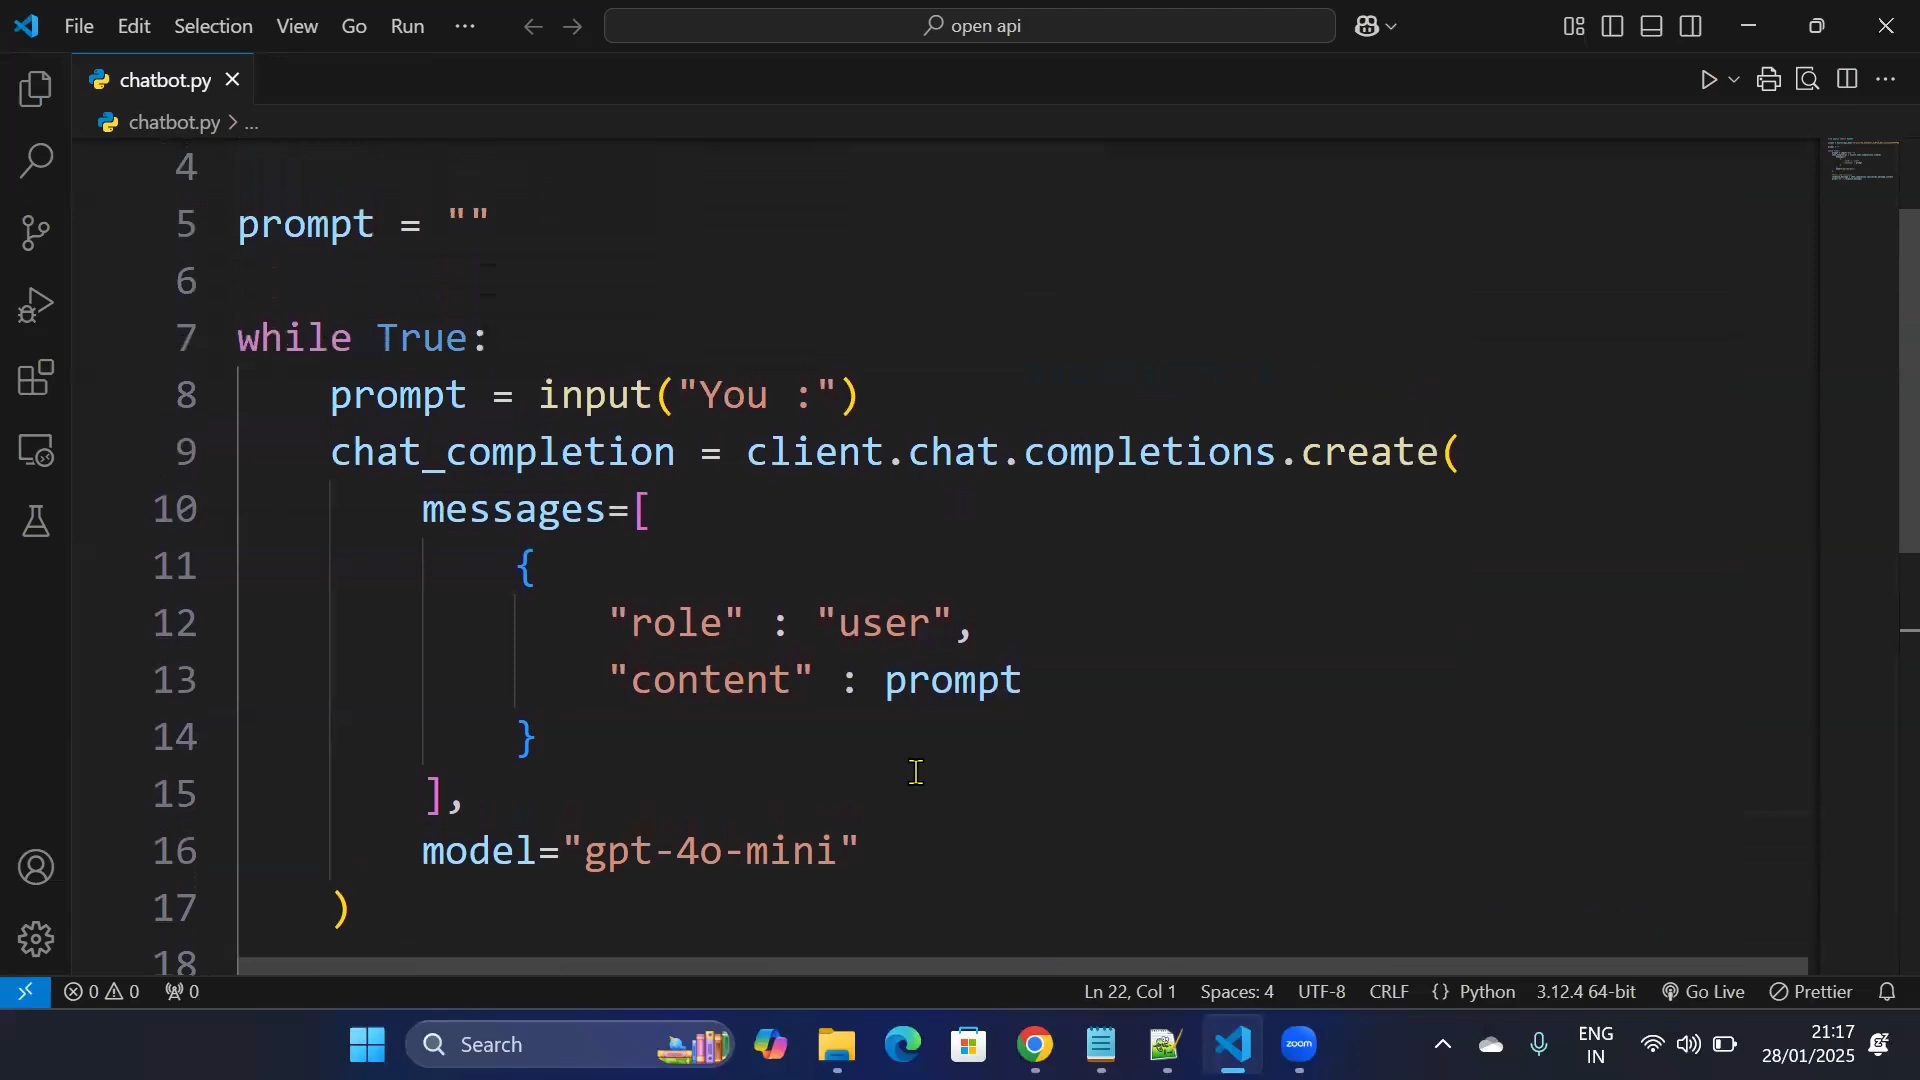 File Edit Selection View Go Run ··· open api
chatbot.py
chatbot.py > ...
4
5 prompt = ""
6
7 while True:
8 prompt = input("You :")
9 chat_completion = client.chat.completions.create(
10 messages=[
11 {
12 "role" : "user",
13 "content" : prompt
14 }
15 ],
16 model="gpt-4o-mini"
17 )
18
0 0 0 Ln 22, Col 1 Spaces: 4 UTF-8 CRLF {} Python 3.12.4 64-bit Go Live Prettier
Search zoom ENG IN 21:17 28/01/2025